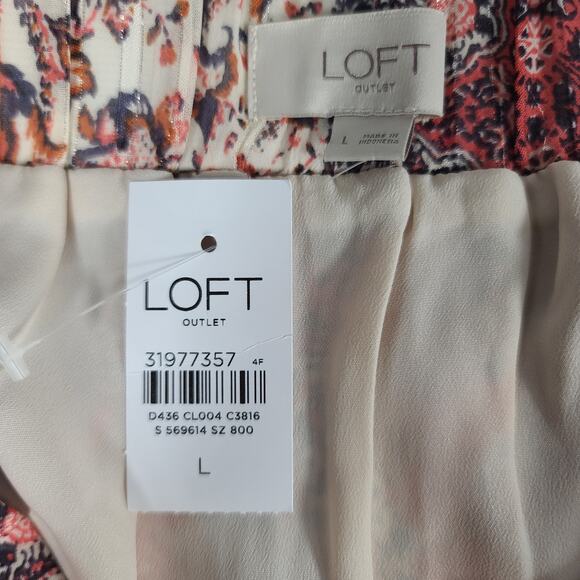 LOFT
OUTLET
L
MADE IN
INDONESIA
LOFT
OUTLET
31977357 4F
D436 CL004 C3816
S 569614 SZ 800
L